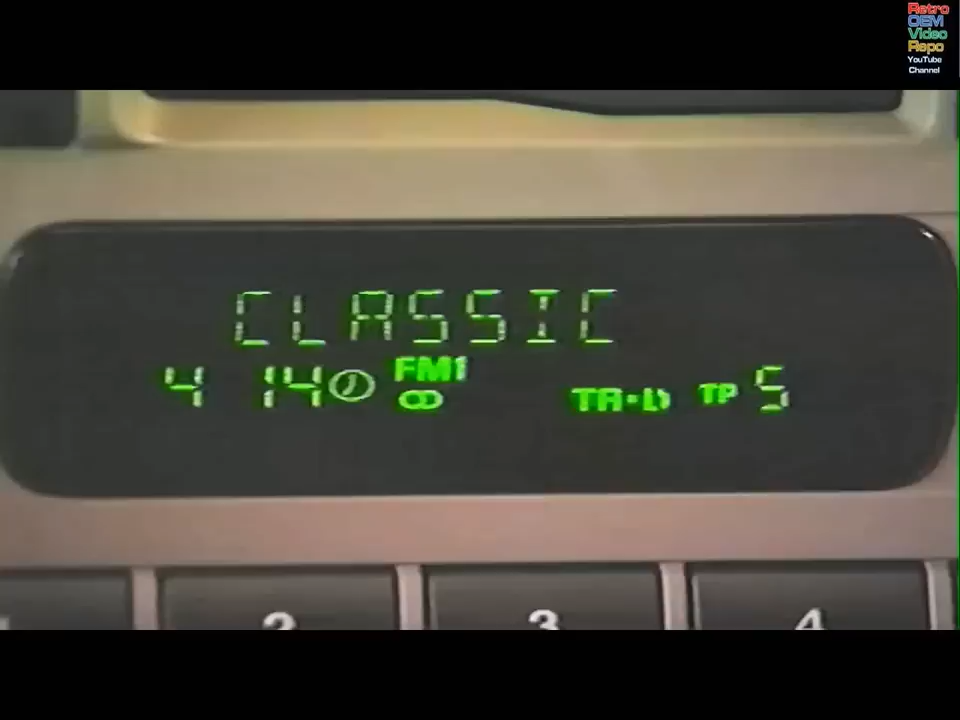 Retro
OEM
Video
Repo
YouTube
Channel
CLASSIC
4 14 FM1 TA•D TP 5
2 3 4